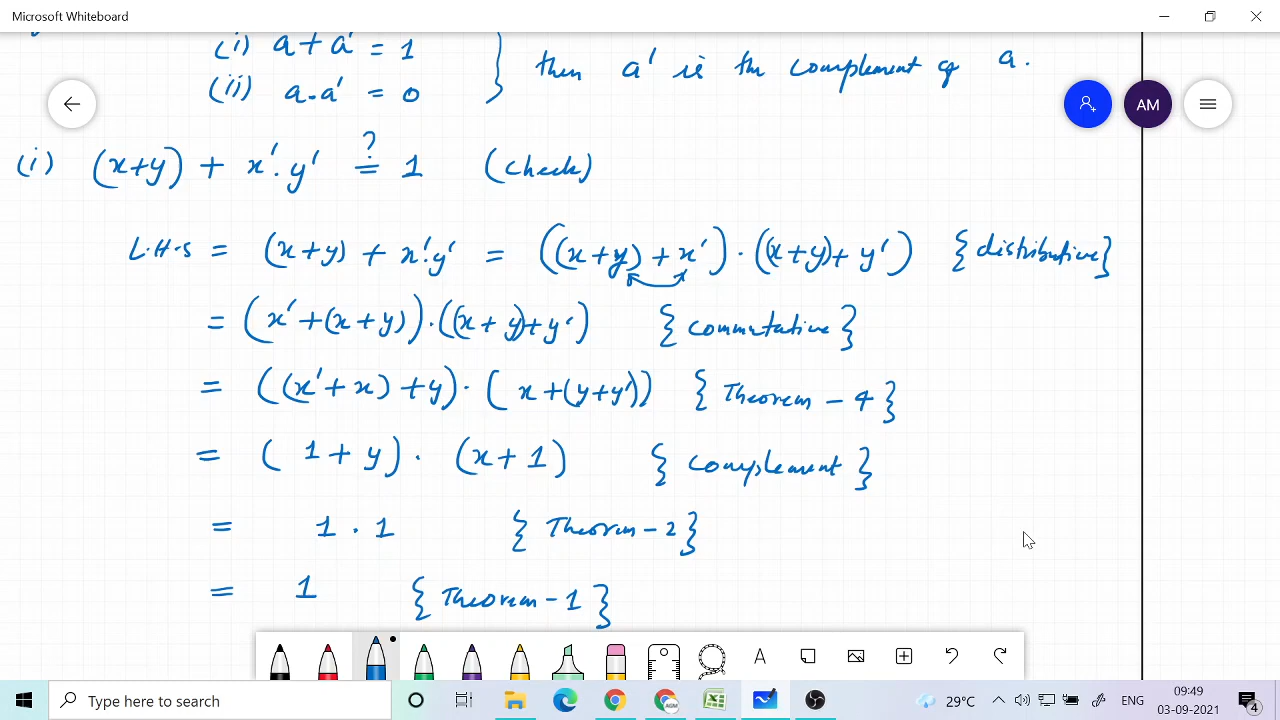 Microsoft Whiteboard
(i) a + a' = 1
(ii) a . a' = 0
} then a' is the complement of a.
AM
(i) (x+y) + x'.y' ?= 1 (check)
L.H.S = (x+y) + x'.y' = ((x+y) + x') . ((x+y) + y') {distributive}
= (x' + (x+y)) . ((x+y) + y') {commutative}
= ((x'+x) + y) . (x + (y+y')) {Theorem - 4}
= (1 + y) . (x + 1) {complement}
= 1 . 1 {Theorem - 2}
= 1 {Theorem - 1}
A
Type here to search
AGM
29°C
ENG
09:49
03-09-2021
4